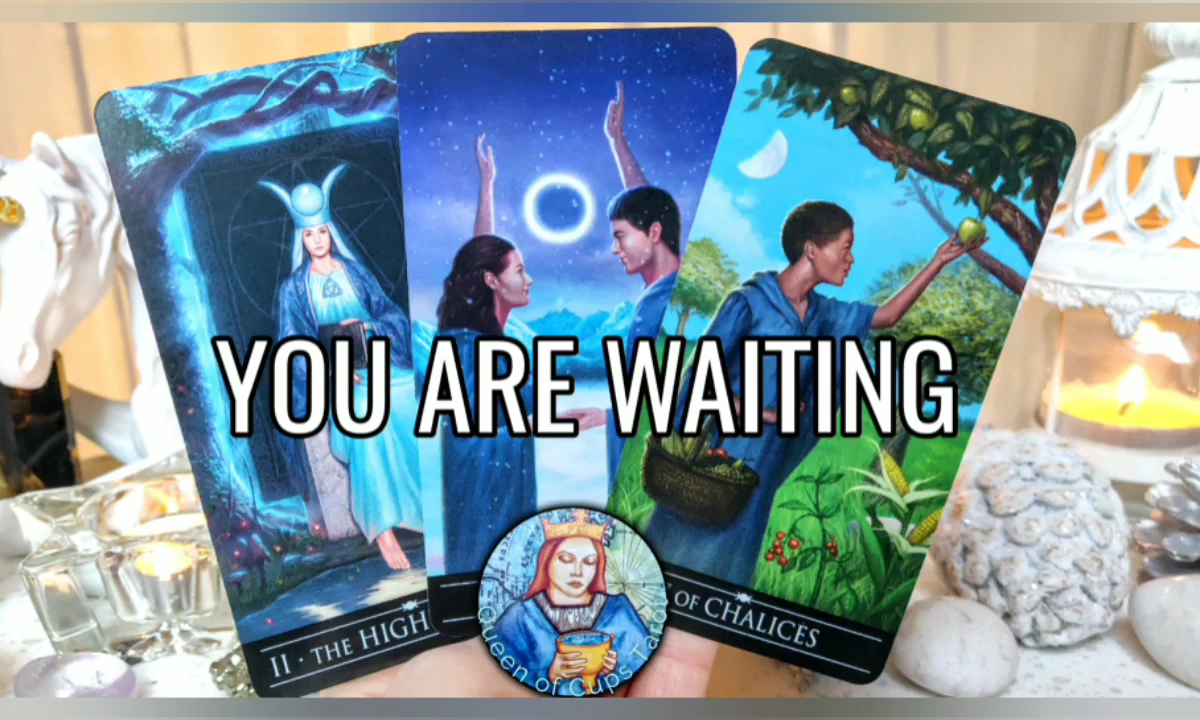 YOU ARE WAITING
II · THE HIGH
OF CHALICES
Queen of Cups Tarot